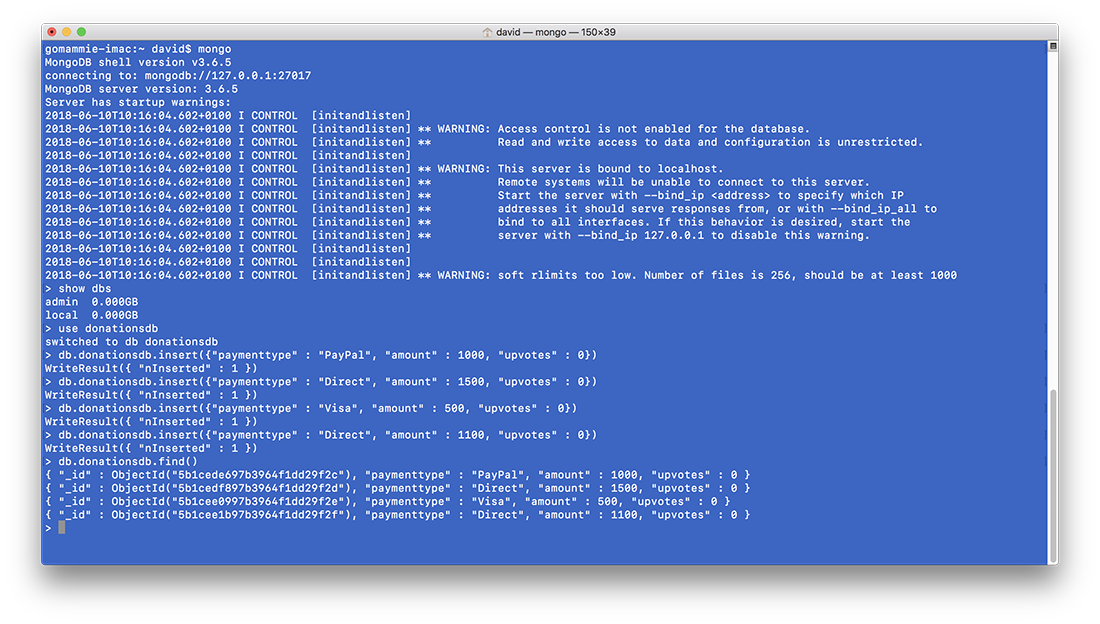 david — mongo — 150×39
gomammie-imac:~ david$ mongo
MongoDB shell version v3.6.5
connecting to: mongodb://127.0.0.1:27017
MongoDB server version: 3.6.5
Server has startup warnings:
2018-06-10T10:16:04.602+0100 I CONTROL  [initandlisten]
2018-06-10T10:16:04.602+0100 I CONTROL  [initandlisten] ** WARNING: Access control is not enabled for the database.
2018-06-10T10:16:04.602+0100 I CONTROL  [initandlisten] **          Read and write access to data and configuration is unrestricted.
2018-06-10T10:16:04.602+0100 I CONTROL  [initandlisten]
2018-06-10T10:16:04.602+0100 I CONTROL  [initandlisten] ** WARNING: This server is bound to localhost.
2018-06-10T10:16:04.602+0100 I CONTROL  [initandlisten] **          Remote systems will be unable to connect to this server.
2018-06-10T10:16:04.602+0100 I CONTROL  [initandlisten] **          Start the server with --bind_ip <address> to specify which IP
2018-06-10T10:16:04.602+0100 I CONTROL  [initandlisten] **          addresses it should serve responses from, or with --bind_ip_all to
2018-06-10T10:16:04.602+0100 I CONTROL  [initandlisten] **          bind to all interfaces. If this behavior is desired, start the
2018-06-10T10:16:04.602+0100 I CONTROL  [initandlisten] **          server with --bind_ip 127.0.0.1 to disable this warning.
2018-06-10T10:16:04.602+0100 I CONTROL  [initandlisten]
2018-06-10T10:16:04.602+0100 I CONTROL  [initandlisten]
2018-06-10T10:16:04.602+0100 I CONTROL  [initandlisten] ** WARNING: soft rlimits too low. Number of files is 256, should be at least 1000
> show dbs
admin  0.000GB
local  0.000GB
> use donationsdb
switched to db donationsdb
> db.donationsdb.insert({"paymenttype" : "PayPal", "amount" : 1000, "upvotes" : 0})
WriteResult({ "nInserted" : 1 })
> db.donationsdb.insert({"paymenttype" : "Direct", "amount" : 1500, "upvotes" : 0})
WriteResult({ "nInserted" : 1 })
> db.donationsdb.insert({"paymenttype" : "Visa", "amount" : 500, "upvotes" : 0})
WriteResult({ "nInserted" : 1 })
> db.donationsdb.insert({"paymenttype" : "Direct", "amount" : 1100, "upvotes" : 0})
WriteResult({ "nInserted" : 1 })
> db.donationsdb.find()
{ "_id" : ObjectId("5b1cede697b3964f1dd29f2c"), "paymenttype" : "PayPal", "amount" : 1000, "upvotes" : 0 }
{ "_id" : ObjectId("5b1cedf897b3964f1dd29f2d"), "paymenttype" : "Direct", "amount" : 1500, "upvotes" : 0 }
{ "_id" : ObjectId("5b1cee0997b3964f1dd29f2e"), "paymenttype" : "Visa", "amount" : 500, "upvotes" : 0 }
{ "_id" : ObjectId("5b1cee1b97b3964f1dd29f2f"), "paymenttype" : "Direct", "amount" : 1100, "upvotes" : 0 }
>